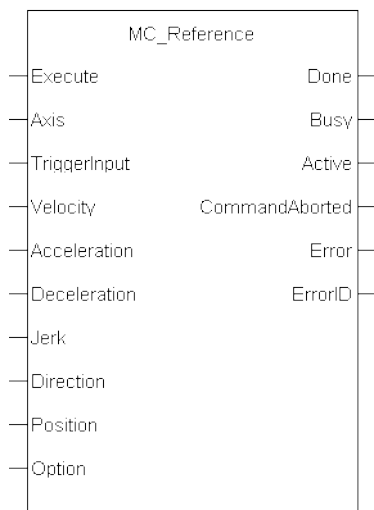 MC_Reference
Execute Done
Axis Busy
TriggerInput Active
Velocity CommandAborted
Acceleration Error
Deceleration ErrorID
Jerk
Direction
Position
Option